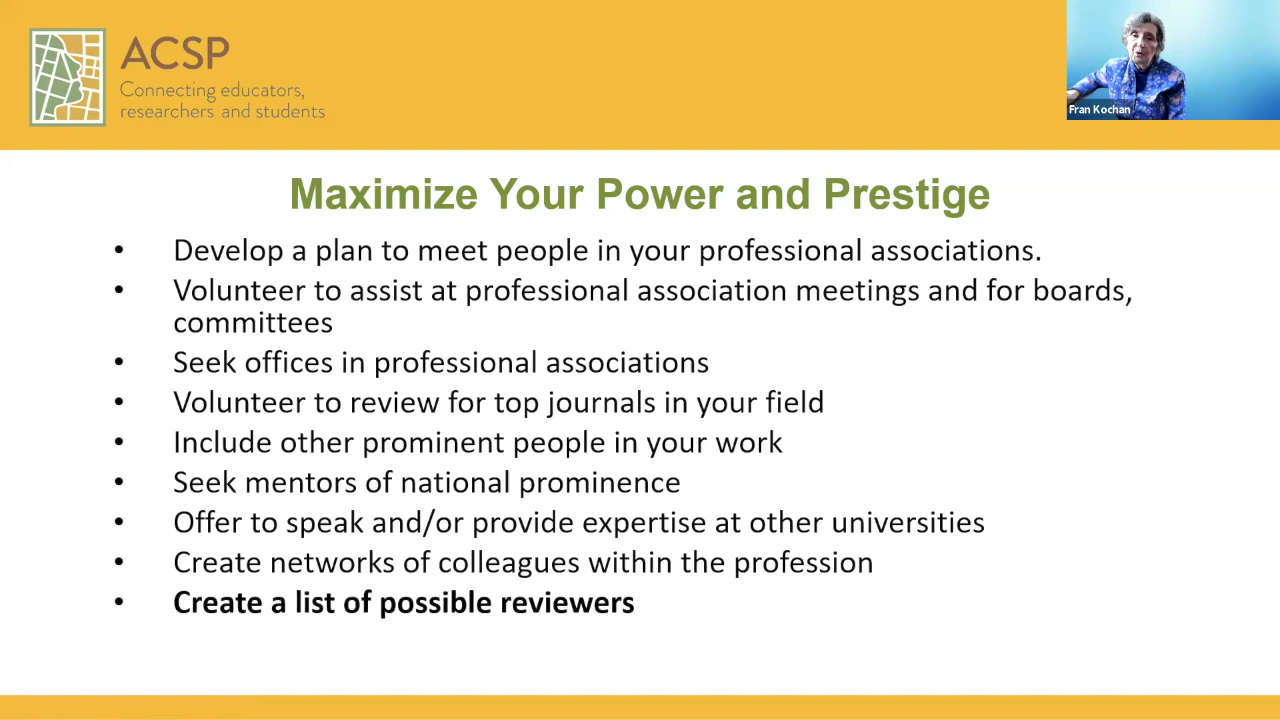 ACSP
Connecting educators,
researchers and students
Fran Kochan
Maximize Your Power and Prestige
• Develop a plan to meet people in your professional associations.
• Volunteer to assist at professional association meetings and for boards,
committees
• Seek offices in professional associations
• Volunteer to review for top journals in your field
• Include other prominent people in your work
• Seek mentors of national prominence
• Offer to speak and/or provide expertise at other universities
• Create networks of colleagues within the profession
• Create a list of possible reviewers